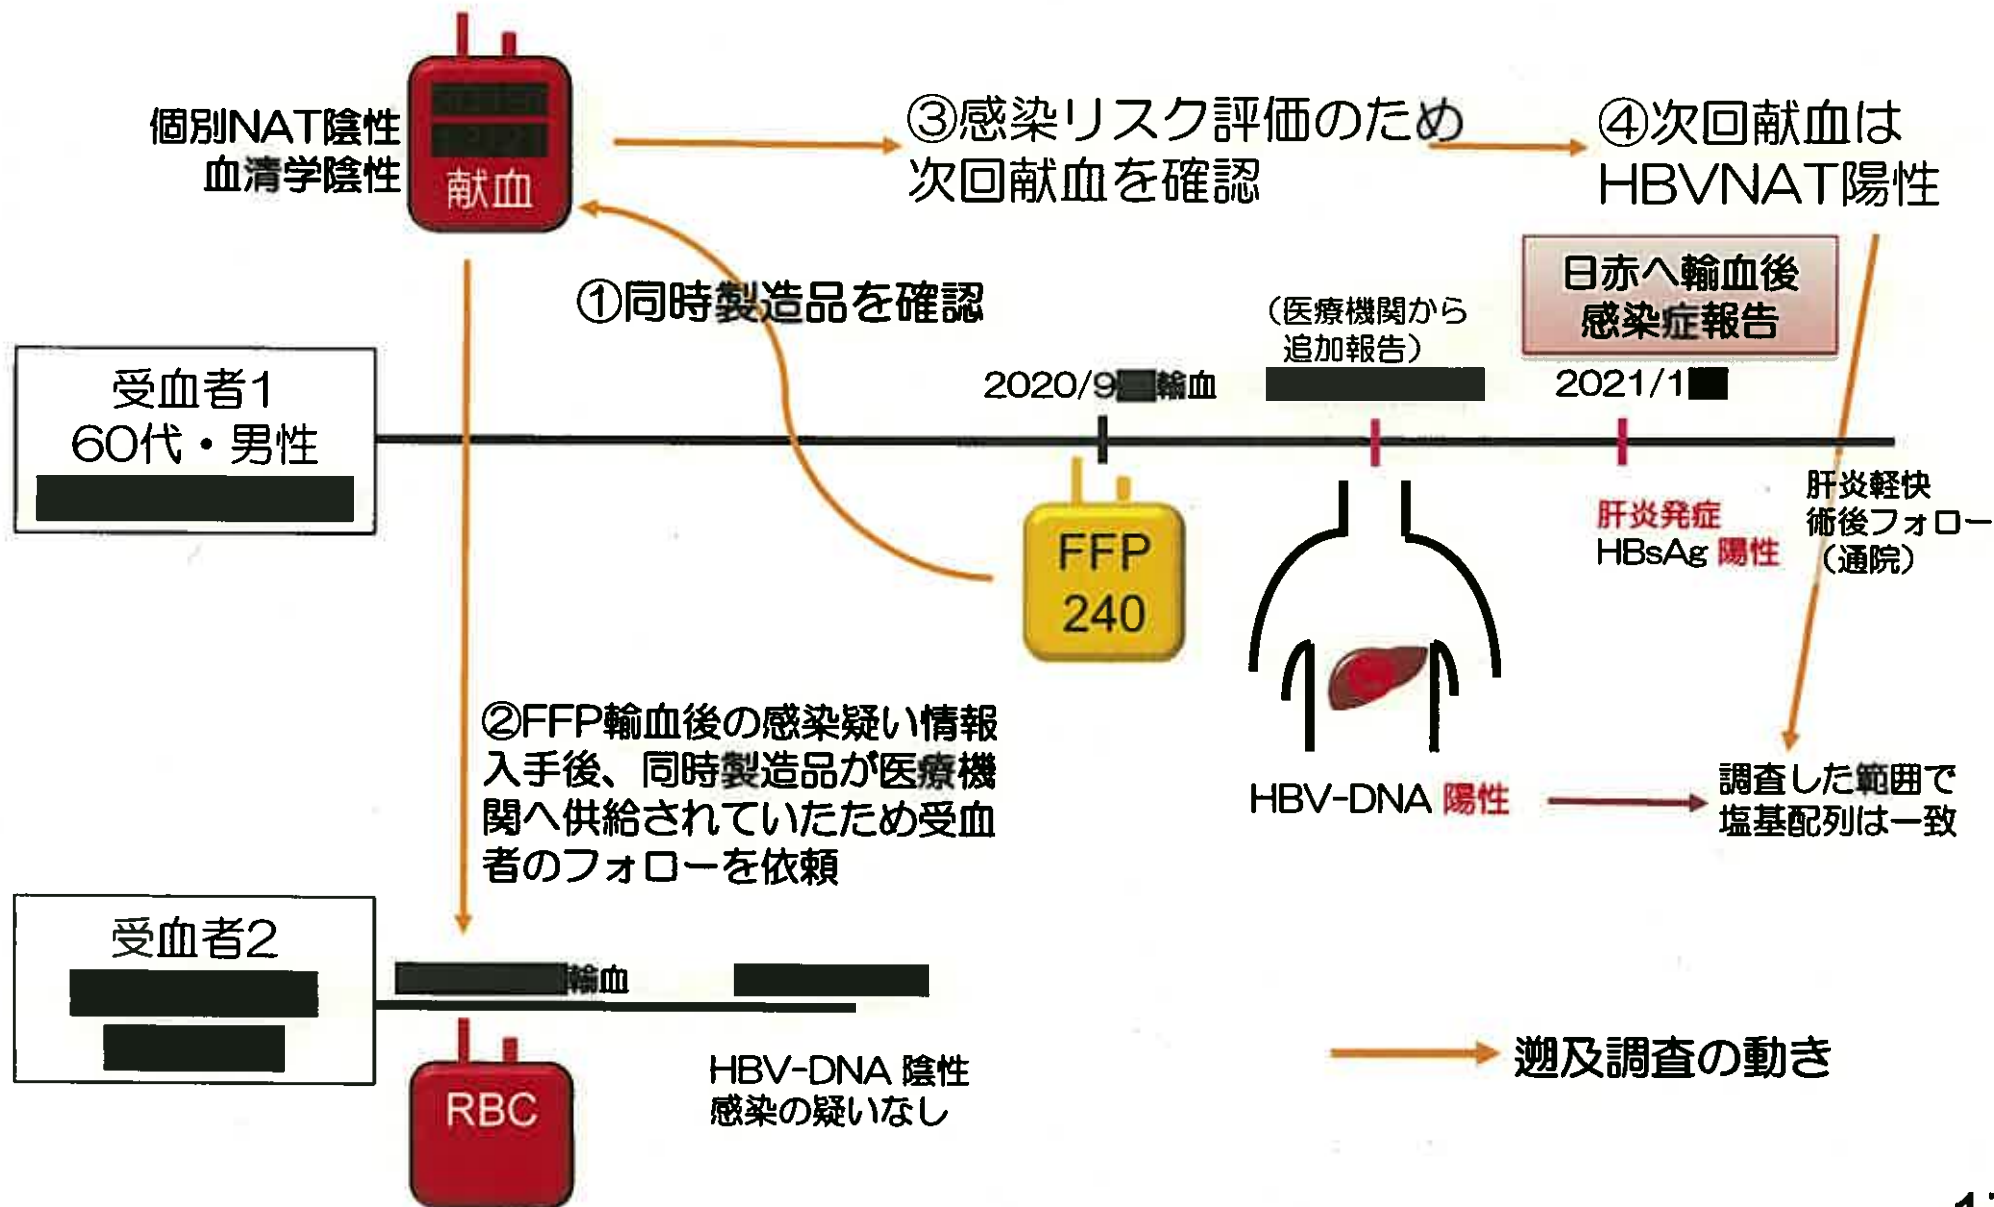 個別NAT陰性
血清学陰性
献血
③感染リスク評価のため
次回献血を確認
④次回献血は
HBVNAT陽性
①同時製造品を確認
日赤へ輸血後
感染症報告
(医療機関から
追加報告)
受血者1
60代・男性
2020/9 輸血
2021/1
FFP
240
肝炎発症
HBsAg 陽性
肝炎軽快
術後フォロー
(通院)
②FFP輸血後の感染疑い情報
入手後、同時製造品が医療機
関へ供給されていたため受血
者のフォローを依頼
HBV-DNA 陽性
調査した範囲で
塩基配列は一致
受血者2
輸血
RBC
HBV-DNA 陰性
感染の疑いなし
遡及調査の動き